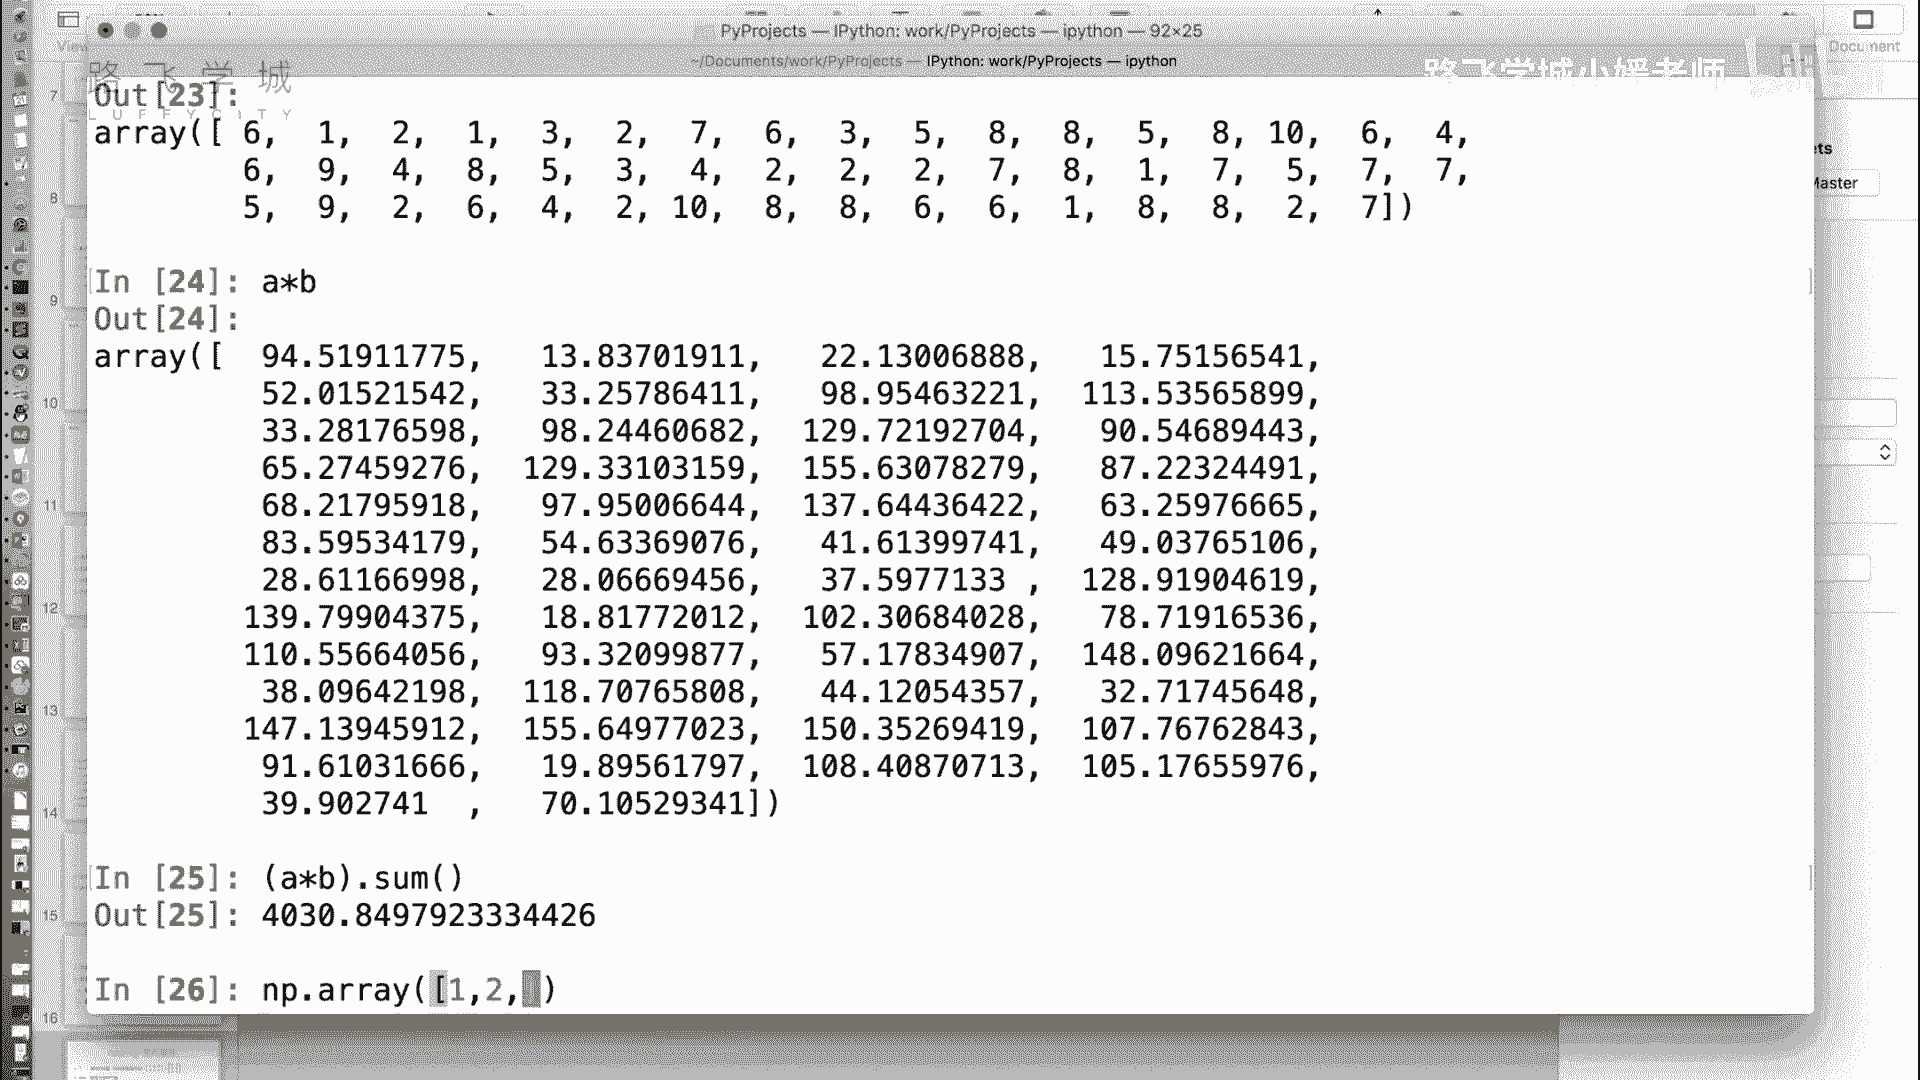 PyProjects — IPython: work/PyProjects — ipython — 92×25
View
Document
~/Documents/work/PyProjects — ipython
IPython: work/PyProjects — ipython
路飞学城
LUFFYCITY
路飞学城小媛老师
Out[23]:
array([ 6, 1, 2, 1, 3, 2, 7, 6, 3, 5, 8, 8, 5, 8, 10, 6, 4,
6, 9, 4, 8, 5, 3, 4, 2, 2, 2, 7, 8, 1, 7, 5, 7, 7,
5, 9, 2, 6, 4, 2, 10, 8, 8, 6, 6, 1, 8, 8, 2, 7])
In [24]: a*b
Out[24]:
array([ 94.51911775, 13.83701911, 22.13006888, 15.75156541,
52.01521542, 33.25786411, 98.95463221, 113.53565899,
33.28176598, 98.24460682, 129.72192704, 90.54689443,
65.27459276, 129.33103159, 155.63078279, 87.22324491,
68.21795918, 97.95006644, 137.64436422, 63.25976665,
83.59534179, 54.63369076, 41.61399741, 49.03765106,
28.61166998, 28.06669456, 37.5977133 , 128.91904619,
139.79904375, 18.81772012, 102.30684028, 78.71916536,
110.55664056, 93.32099877, 57.17834907, 148.09621664,
38.09642198, 118.70765808, 44.12054357, 32.71745648,
147.13945912, 155.64977023, 150.35269419, 107.76762843,
91.61031666, 19.89561797, 108.40870713, 105.17655976,
39.902741 , 70.10529341])
In [25]: (a*b).sum()
Out[25]: 4030.8497923334426
In [26]: np.array([1,2,])
7
8
9
10
11
12
13
14
15
16
ets
Master